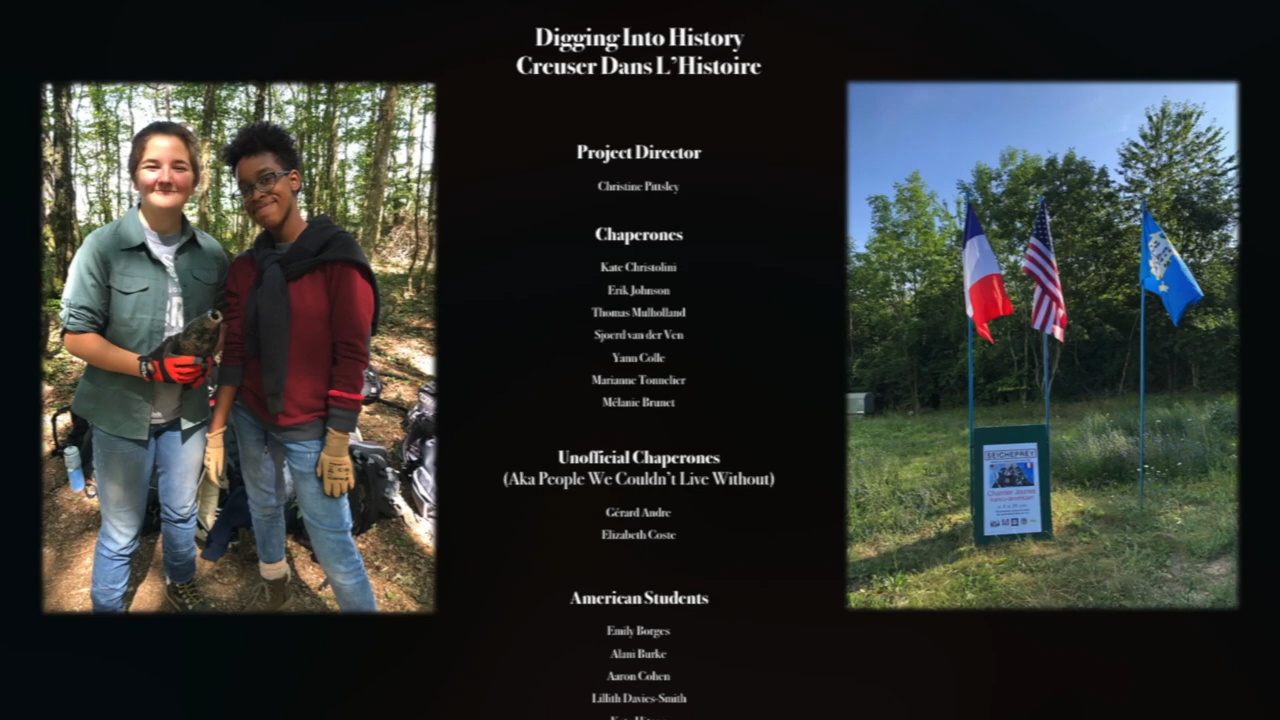 Digging Into History
Creuser Dans L'Histoire
Project Director
Christine Pittsley
Chaperones
Kate Christolini
Erik Johnson
Thomas Mulholland
Sjoerd van der Ven
Yann Colle
Marianne Tonnelier
Mélanie Brunet
Unofficial Chaperones
(Aka People We Couldn't Live Without)
Gérard Andre
Elizabeth Coste
American Students
Emily Borges
Alani Burke
Aaron Cohen
Lillith Davies-Smith
SEICHEPREY